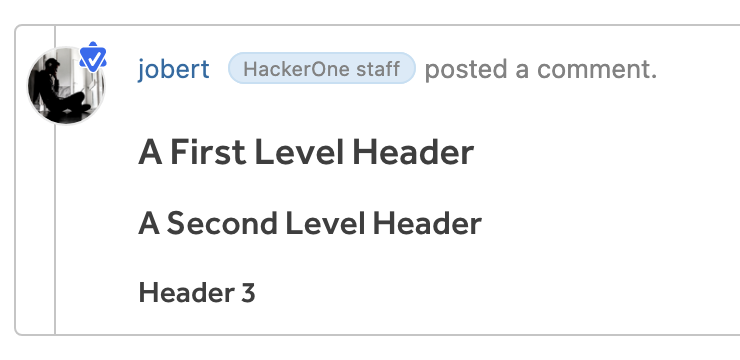 jobert HackerOne staff posted a comment.
A First Level Header
A Second Level Header
Header 3